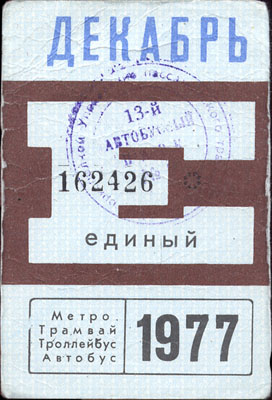 ДЕКАБРЬ
13-й
АВТОБУСНЫЙ
162426
Е
единый
Метро.
Трамвай
Троллейбус
Автобус
1977